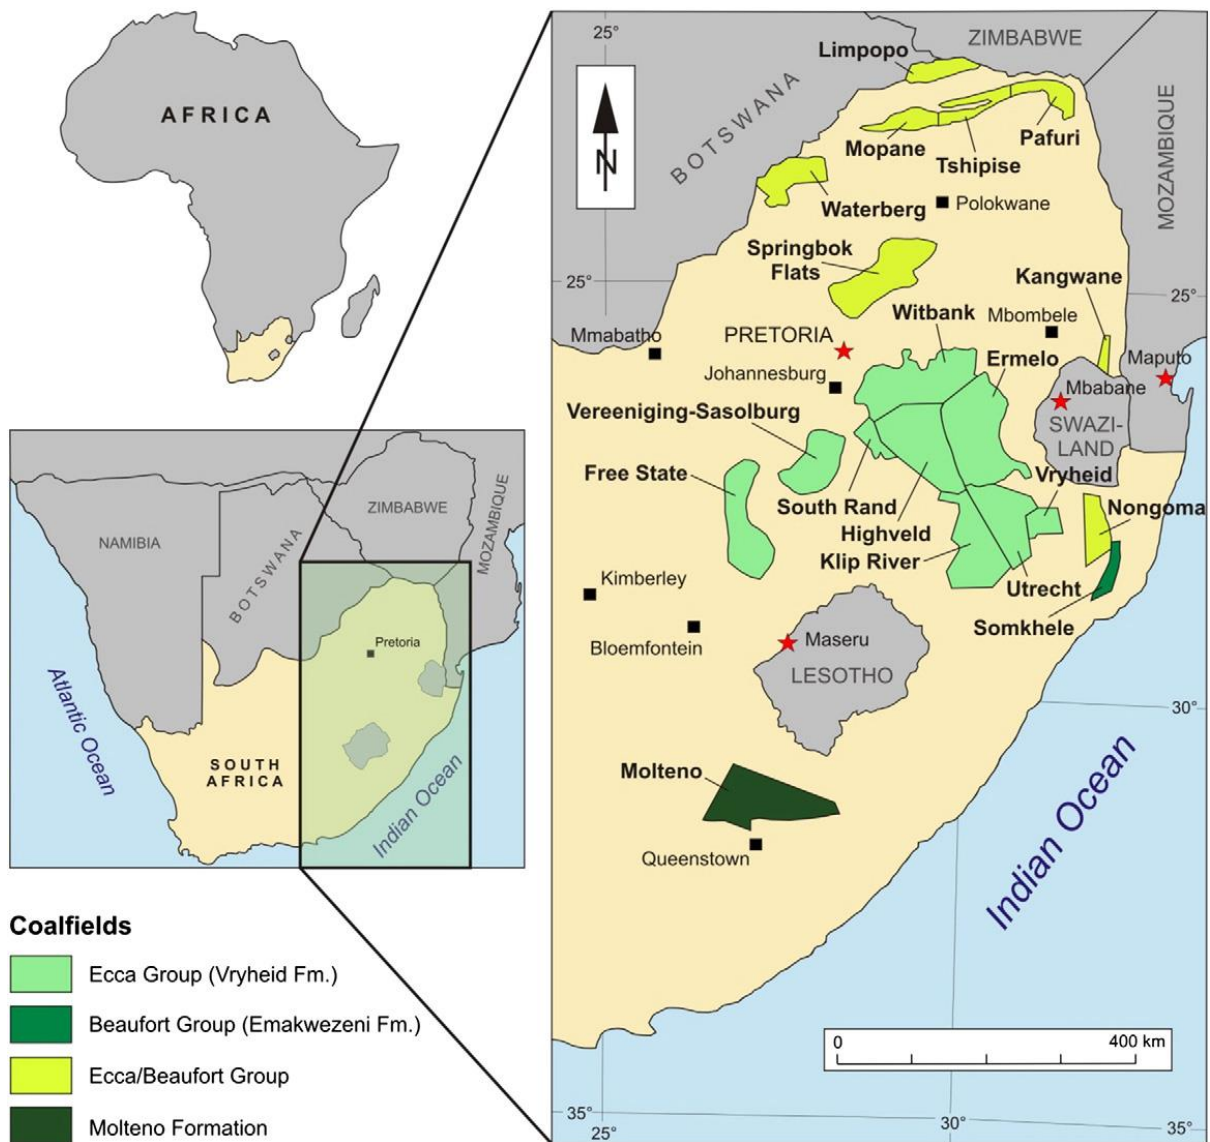 AFRICA
NAMIBIA
BOTSWANA
ZIMBABWE
MOZAMBIQUE
Pretoria
SOUTH
AFRICA
Atlantic Ocean
Indian Ocean
Coalfields
Ecca Group (Vryheid Fm.)
Beaufort Group (Emakwezeni Fm.)
Ecca/Beaufort Group
Molteno Formation
25°
ZIMBABWE
Limpopo
BOTSWANA
MOZAMBIQUE
N
Mopane
Tshipise
Pafuri
Waterberg
Polokwane
Springbok
Flats
Kangwane
25°
25°
Witbank
Mbombele
PRETORIA
Mmabatho
Ermelo
Maputo
Johannesburg
Mbabane
Vereeniging-Sasolburg
SWAZI-
LAND
Free State
Vryheid
South Rand
Nongoma
Highveld
Klip River
Kimberley
Utrecht
Somkhele
Bloemfontein
Maseru
LESOTHO
30°
Molteno
Queenstown
Indian Ocean
0
400 km
35°
25°
30°
35°